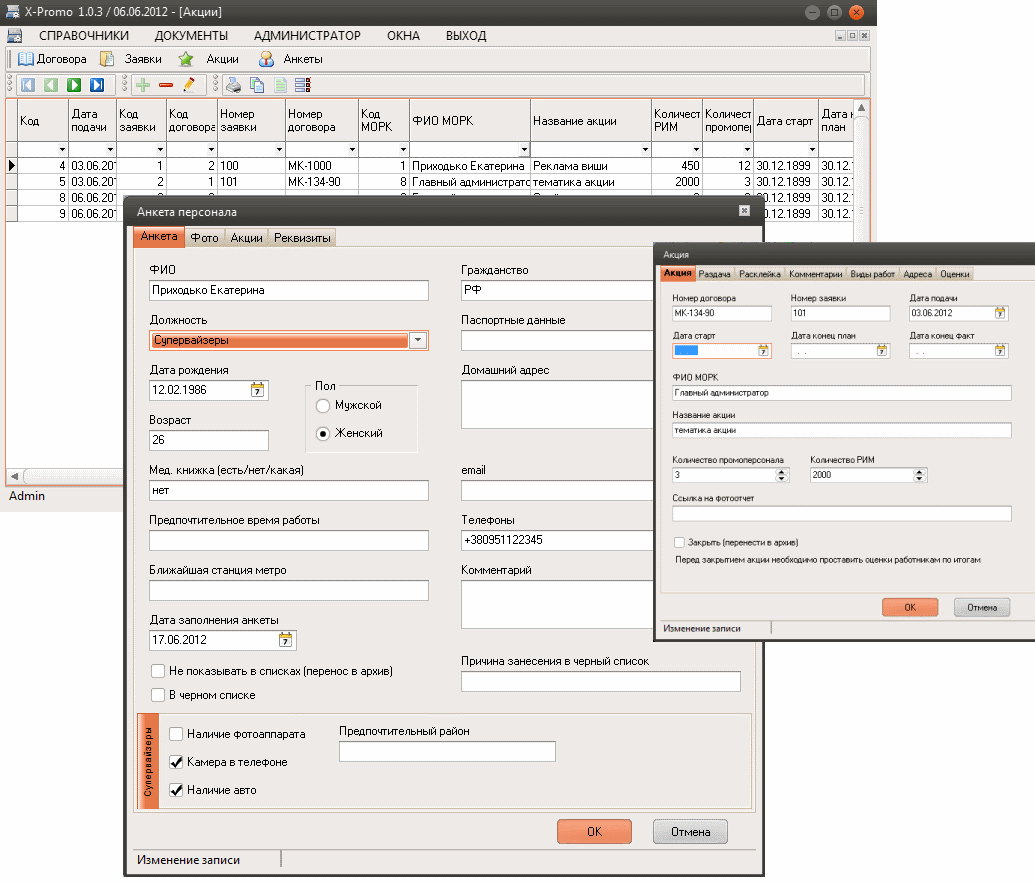 X-Promo 1.0.3 / 06.06.2012 - [Акции]
СПРАВОЧНИКИ ДОКУМЕНТЫ АДМИНИСТРАТОР ОКНА ВЫХОД
Договора Заявки Акции Анкеты
Код Дата подачи Код заявки Код договора Номер заявки Номер договора Код МОРК ФИО МОРК Название акции Количест РИМ Количест промопер Дата старт Дата план
4 03.06.20 1 2 100 МК-1000 1 Приходько Екатерина Реклама виши 450 12 30.12.1899 30.12.
5 03.06.20 2 1 101 МК-134-90 8 Главный администрато тематика акции 2000 3 30.12.1899 30.12.
8 06.06.20 30.12.1899 30.12.
9 06.06.20 30.12.1899 30.12.
Admin
Анкета персонала
Анкета Фото Акции Реквизиты
ФИО
Приходько Екатерина
Гражданство
РФ
Должность
Супервайзеры
Паспортные данные
Дата рождения
12.02.1986
Пол
Мужской
Женский
Домашний адрес
Возраст
26
Мед. книжка (есть/нет/какая)
нет
email
Предпочтительное время работы
Телефоны
+380951122345
Ближайшая станция метро
Комментарий
Дата заполнения анкеты
17.06.2012
Не показывать в списках (перенос в архив)
В черном списке
Причина занесения в черный список
Супервайзеры
Наличие фотоаппарата
Камера в телефоне
Наличие авто
Предпочтительный район
OK Отмена
Изменение записи
Акция
Акция Раздача Расклейка Комментарии Виды работ Адреса Оценки
Номер договора Номер заявки Дата подачи
МК-134-90 101 03.06.2012
Дата старт Дата конец план Дата конец Факт
ФИО МОРК
Главный администратор
Название акции
тематика акции
Количество промоперсонала Количество РИМ
3 2000
Ссылка на фотоотчет
Закрыть (перенести в архив)
Перед закрытием акции необходимо проставить оценки работникам по итогам
OK Отмена
Изменение записи